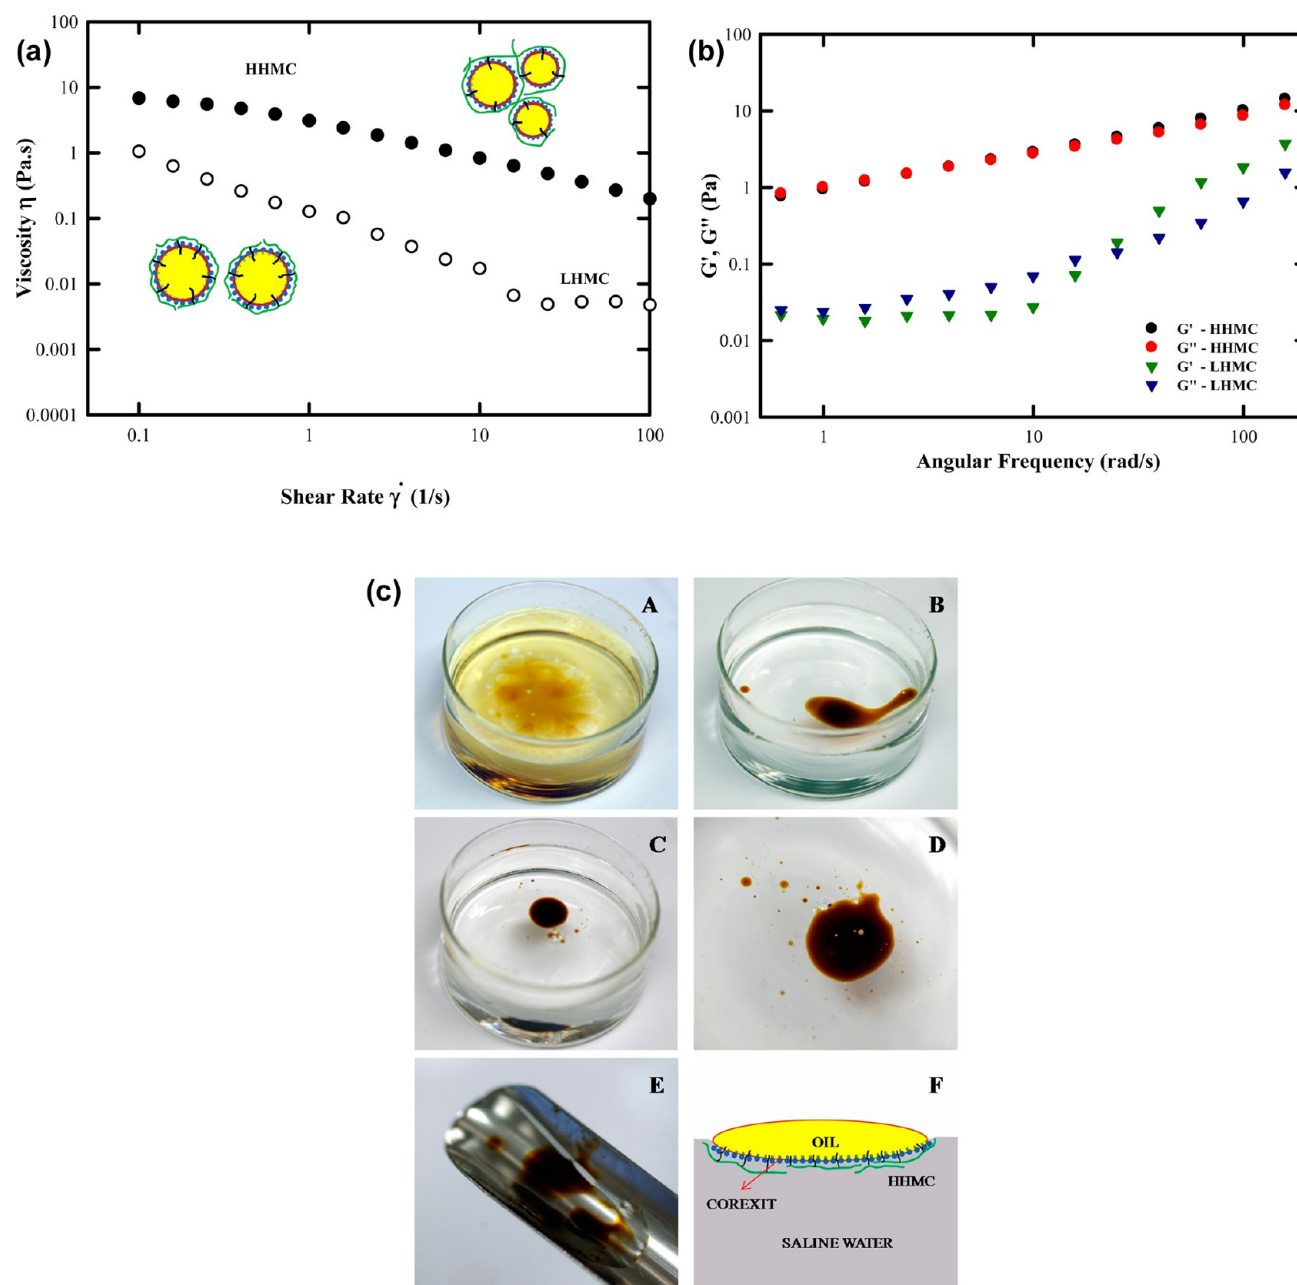 (a)
100
10
1
0.1
0.01
0.001
0.0001
Viscosity η (Pa.s)
HHMC
LHMC
0.1
1
10
100
Shear Rate γ̇ (1/s)
(b)
100
10
1
0.1
0.01
0.001
G', G" (Pa)
G' - HHMC
G" - HHMC
G' - LHMC
G" - LHMC
1
10
100
Angular Frequency (rad/s)
(c)
A
B
C
D
E
F
OIL
HHMC
COREXIT
SALINE WATER